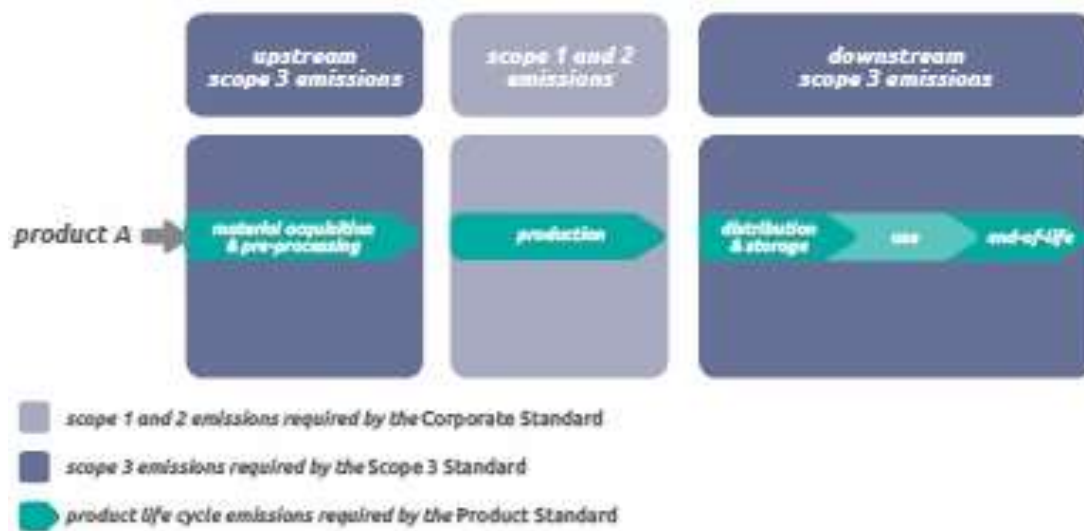 upstream
scope 3 emissions
scope 1 and 2
emissions
downstream
scope 3 emissions
product A
material acquisition
& pre-processing
production
distribution
& storage
use
end-of-life
scope 1 and 2 emissions required by the Corporate Standard
scope 3 emissions required by the Scope 3 Standard
product life cycle emissions required by the Product Standard